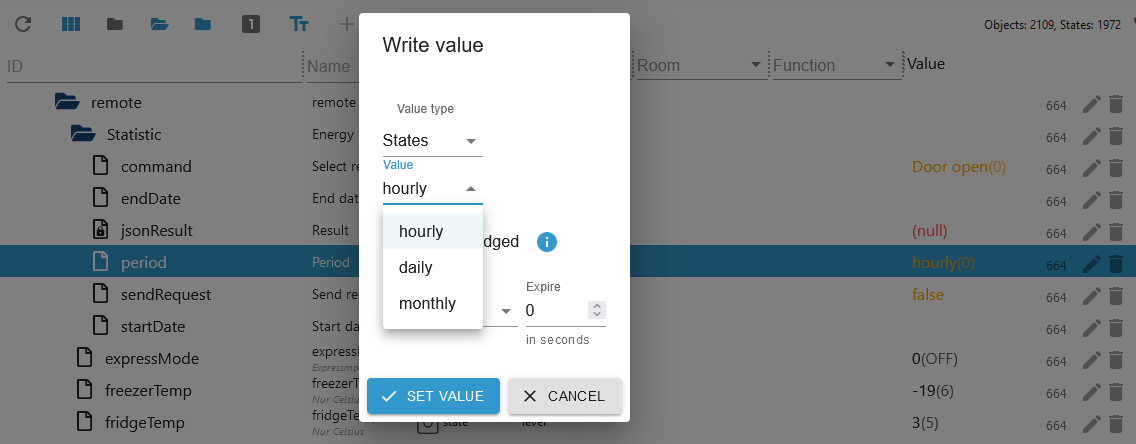 1
Objects: 2109, States: 1972
Write value
ID
Name
Room
Function
Value
Value type
States
Value
hourly
hourly
daily
monthly
dged
Expire
0
in seconds
SET VALUE
CANCEL
remote
remote
664
Statistic
Energy
664
command
Select re
Door open(0)
664
endDate
End dat
664
jsonResult
Result
(null)
664
period
Period
hourly(0)
664
sendRequest
Send re
false
664
startDate
Start da
664
expressMode
express
Expressmo
0(OFF)
664
freezerTemp
freezerT
Nur Celsius
-19(6)
664
fridgeTemp
fridgeTe
Nur Celsius
state
level
3(5)
664